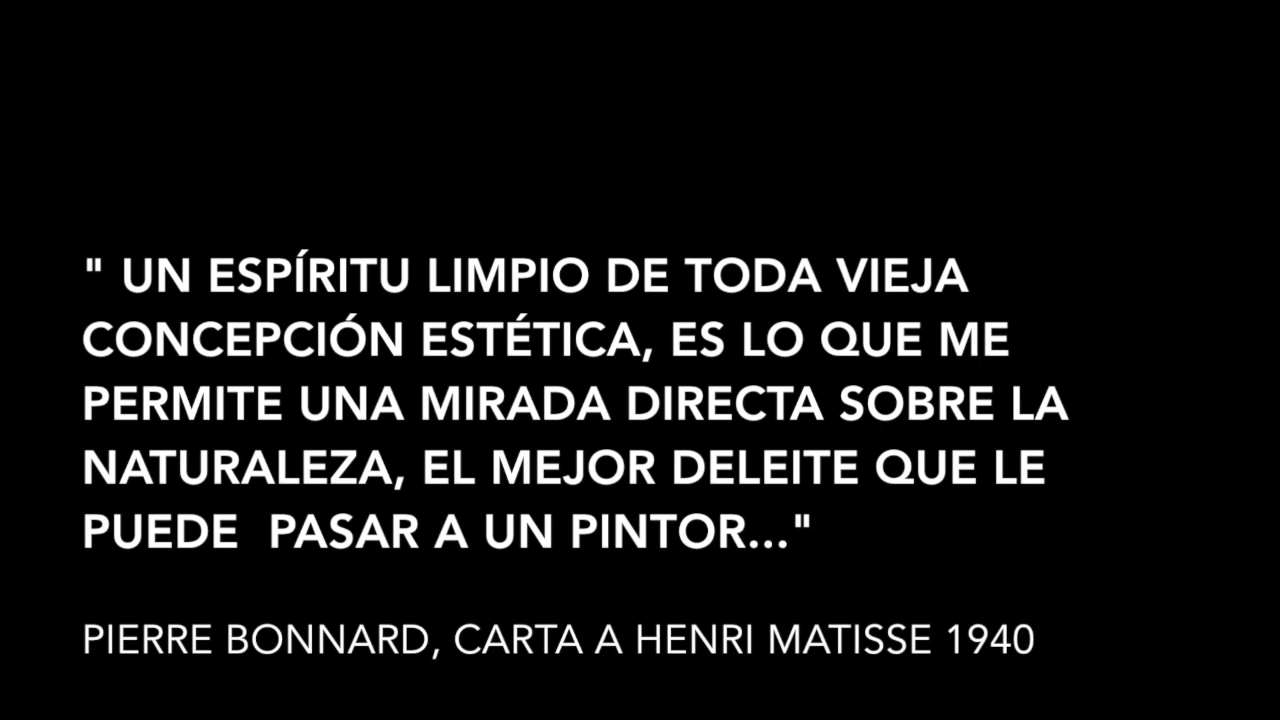 " UN ESPÍRITU LIMPIO DE TODA VIEJA
CONCEPCIÓN ESTÉTICA, ES LO QUE ME
PERMITE UNA MIRADA DIRECTA SOBRE LA
NATURALEZA, EL MEJOR DELEITE QUE LE
PUEDE  PASAR A UN PINTOR..."
PIERRE BONNARD, CARTA A HENRI MATISSE 1940